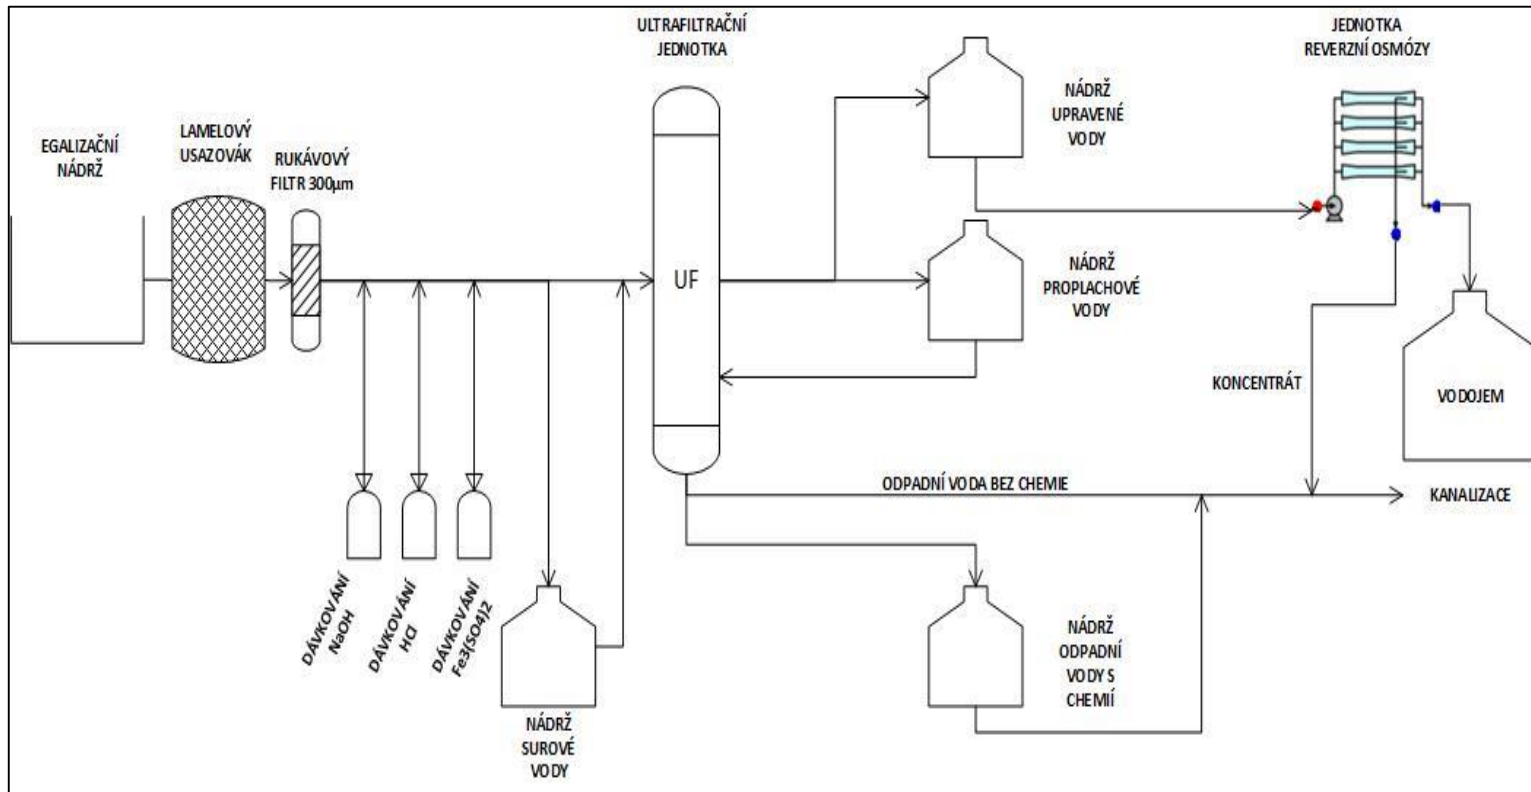 ULTRAFILTRAČNÍ
JEDNOTKA
JEDNOTKA
REVERZNÍ OSMÓZY
EGALIZAČNÍ
NÁDRŽ
LAMELOVÝ
USAZOVÁK
RUKÁVOVÝ
FILTR 300µm
NÁDRŽ
UPRAVENÉ
VODY
UF
NÁDRŽ
PROPLACHOVÉ
VODY
KONCENTRÁT
VODOJEM
ODPADNÍ VODA BEZ CHEMIE
KANALIZACE
DÁVKOVÁNÍ
NaOH
DÁVKOVÁNÍ
HCl
DÁVKOVÁNÍ
Fe3(SO4)2
NÁDRŽ
SUROVÉ
VODY
NÁDRŽ
ODPADNÍ
VODY S
CHEMIÍ